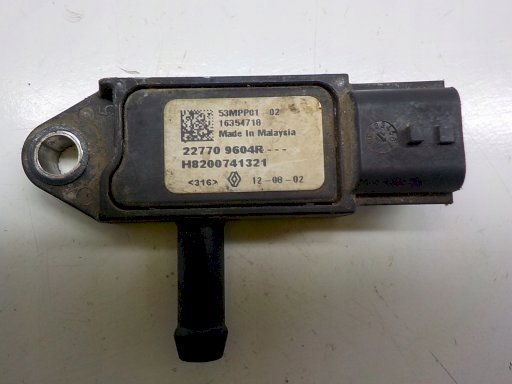 53MPP01 - 02
16354718
Made in Malaysia
22770 9604R - - -
H8200741321
<316> 12 - 08 - 02